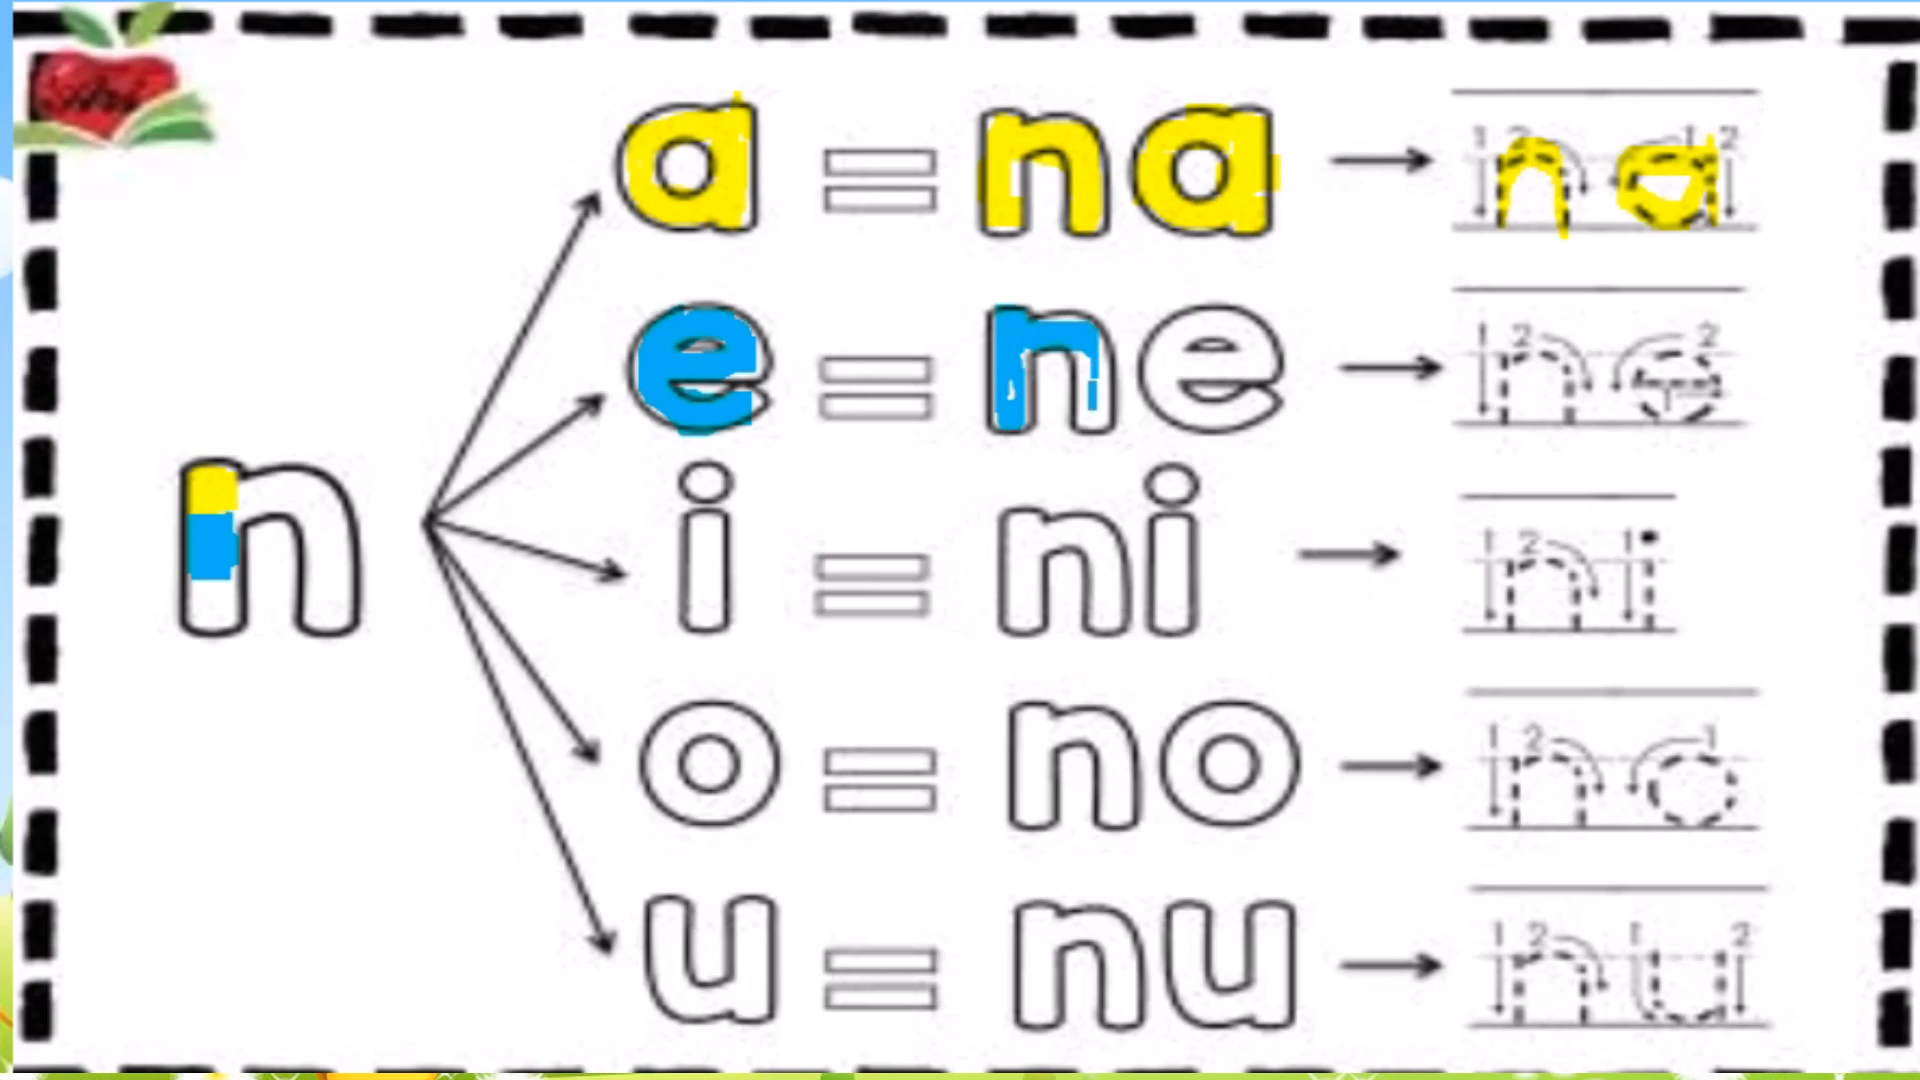 a = na → na
e = ne → ne
n
i = ni → ni
o = no → no
u = nu → nu